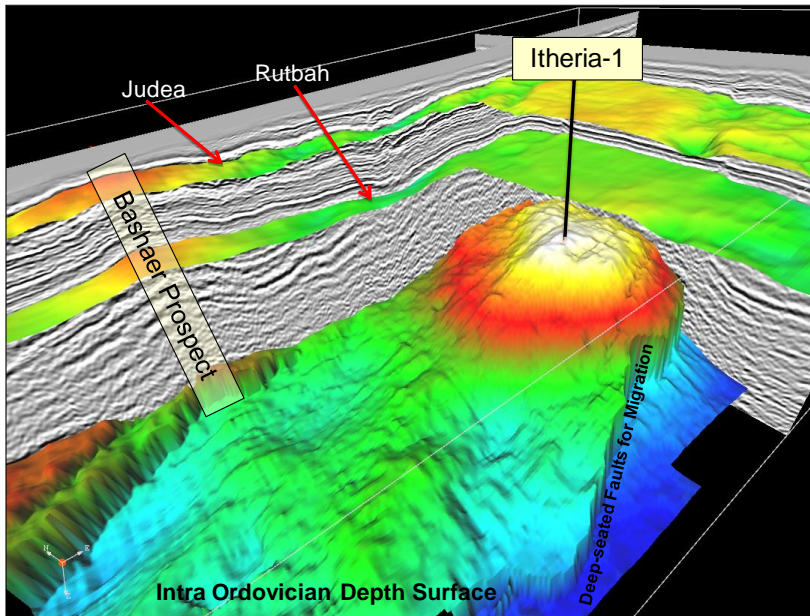 Itheria-1
Rutbah
Judea
Bashaer Prospect
Deep-seated Faults for Migration
Intra Ordovician Depth Surface
N
E